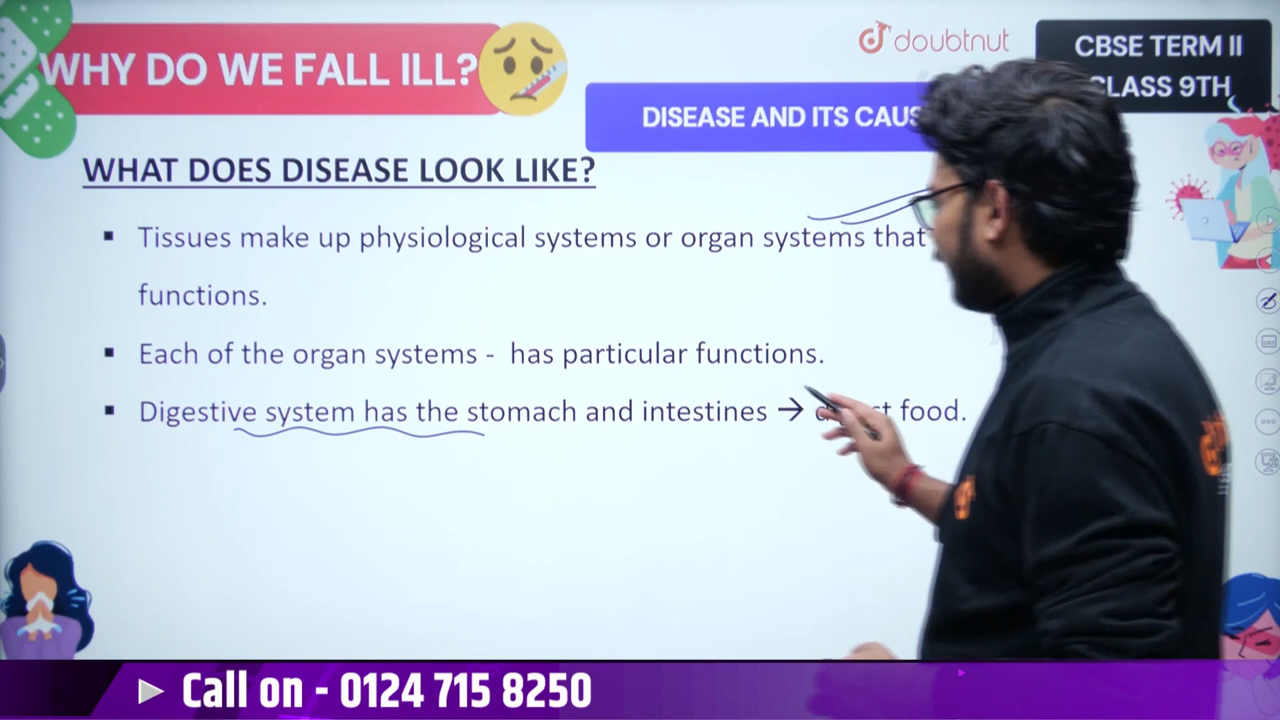 WHY DO WE FALL ILL?
doubtnut
CBSE TERM II
CLASS 9TH
DISEASE AND ITS
WHAT DOES DISEASE LOOK LIKE?
▪ Tissues make up physiological systems or organ systems that
functions.
▪ Each of the organ systems - has particular functions.
▪ Digestive system has the stomach and intestines → food.
Call on - 0124 715 8250